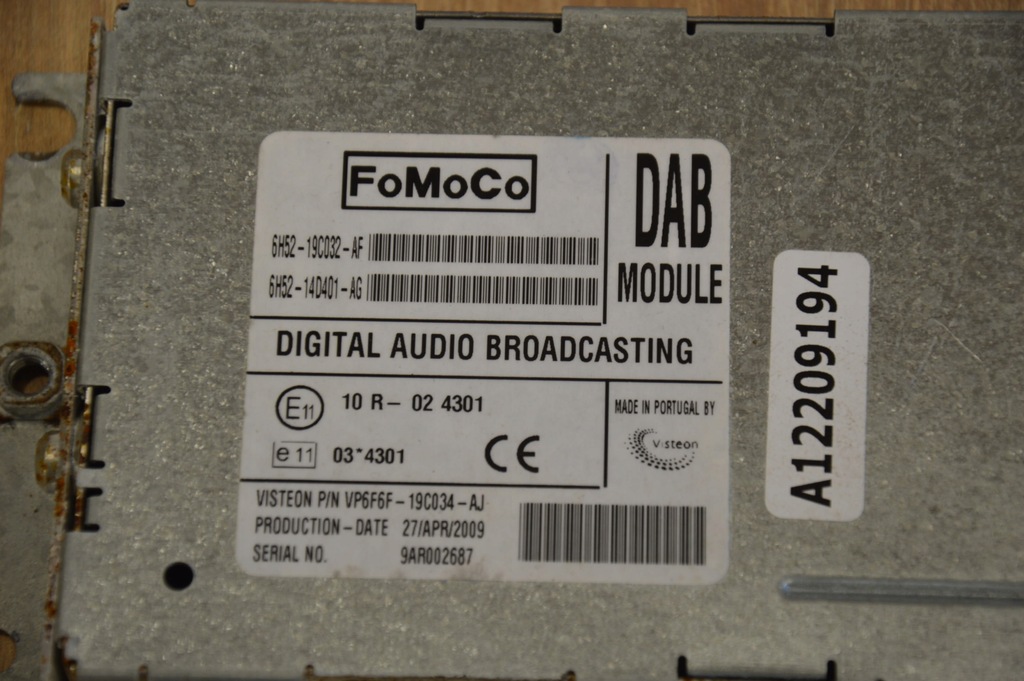 FoMoCo
6H52-19C032-AF
6H52-14D401-AG
DAB
MODULE
DIGITAL AUDIO BROADCASTING
E11 10 R- 02 4301
e 11 03*4301
CE
MADE IN PORTUGAL BY
Visteon
VISTEON P/N VP6F6F-19C034-AJ
PRODUCTION-DATE 27/APR/2009
SERIAL NO. 9AR002687
A12209194